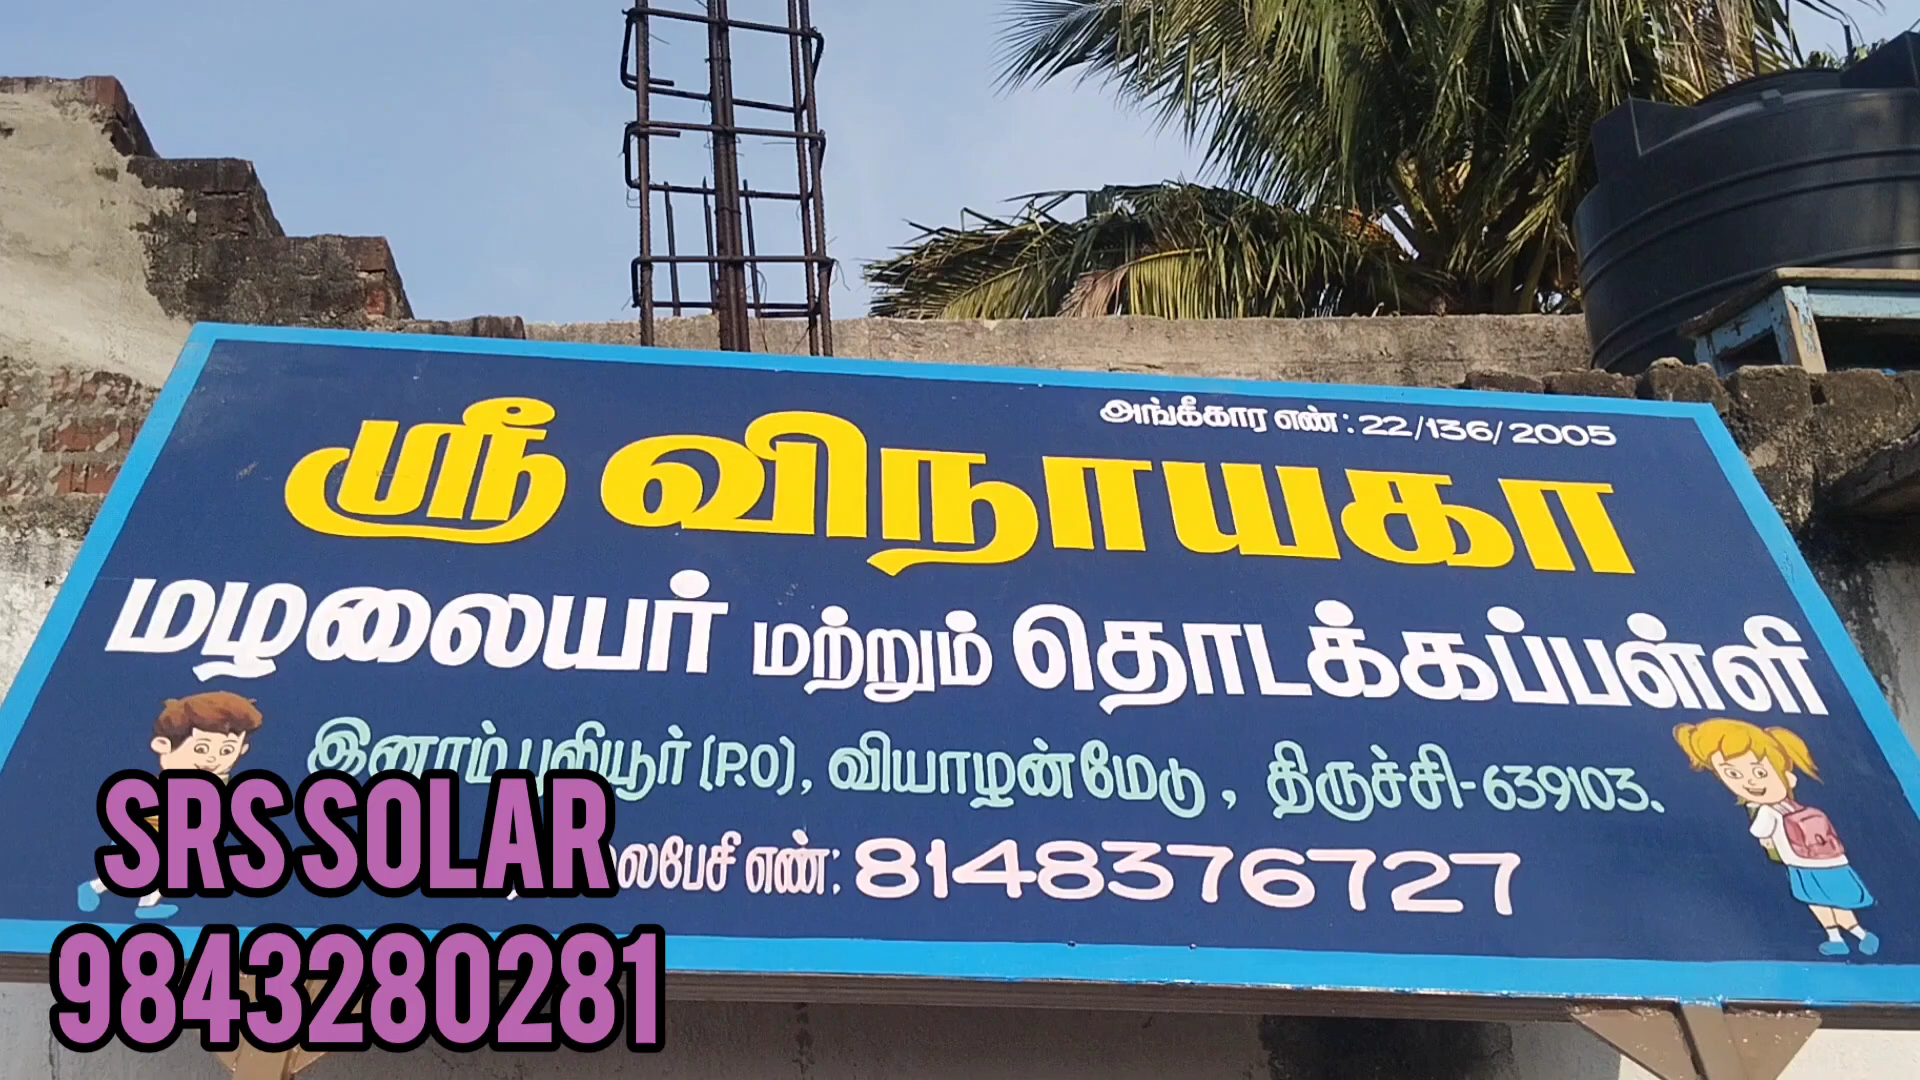 அங்கீகார எண்: 22/136/2005
ஸ்ரீ விநாயகா
மழலையர் மற்றும் தொடக்கப்பள்ளி
இனாம்புலியூர் (P.O), வியாழன்மேடு, திருச்சி-639103.
எண்: 8148376727
SRS SOLAR
9843280281